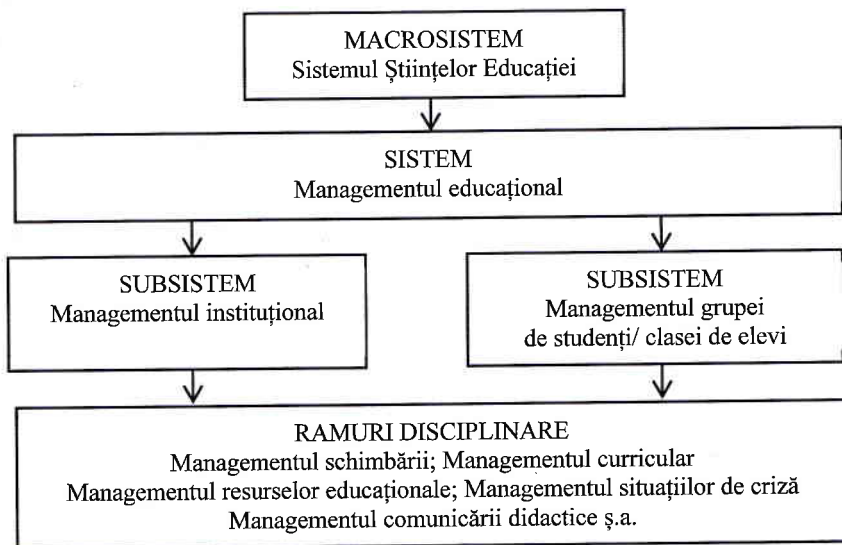 MACROSISTEM
Sistemul Științelor Educației
SISTEM
Managementul educațional
SUBSISTEM
Managementul instituțional
SUBSISTEM
Managementul grupei
de studenți/ clasei de elevi
RAMURI DISCIPLINARE
Managementul schimbării; Managementul curricular
Managementul resurselor educaționale; Managementul situațiilor de criză
Managementul comunicării didactice ș.a.